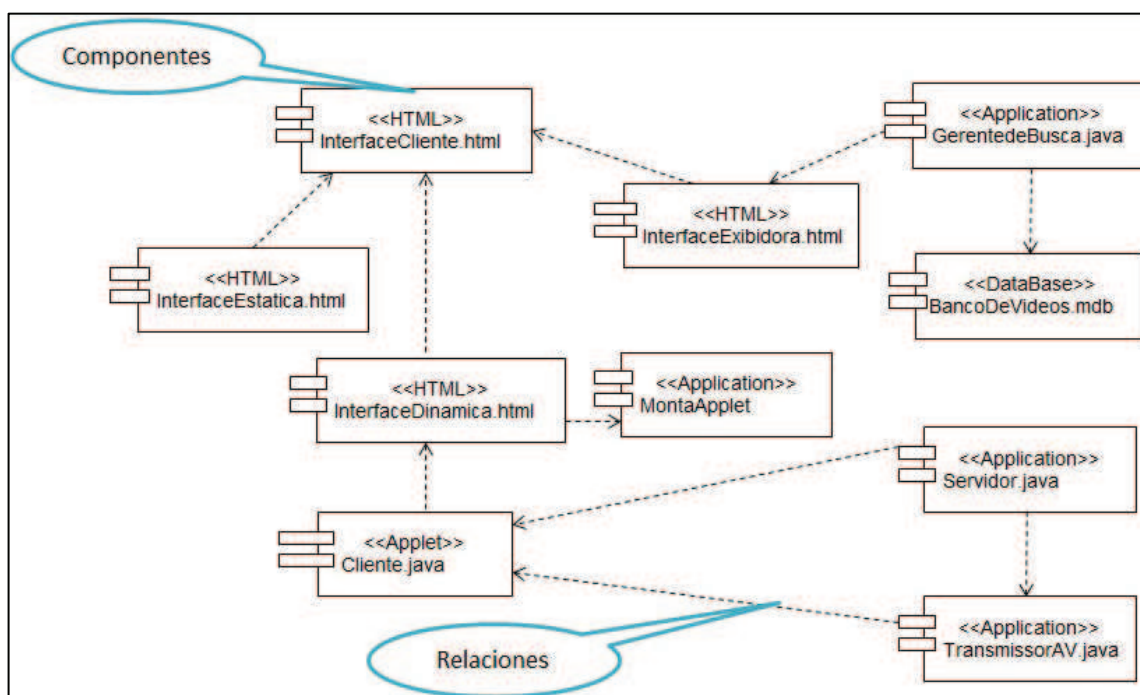 Componentes
<<HTML>>
InterfaceCliente.html
<<Application>>
GerentedeBusca.java
<<HTML>>
InterfaceExibidora.html
<<HTML>>
InterfaceEstatica.html
<<DataBase>>
BancoDeVideos.mdb
<<HTML>>
InterfaceDinamica.html
<<Application>>
MontaApplet
<<Application>>
Servidor.java
<<Applet>>
Cliente.java
<<Application>>
TransmissorAV.java
Relaciones